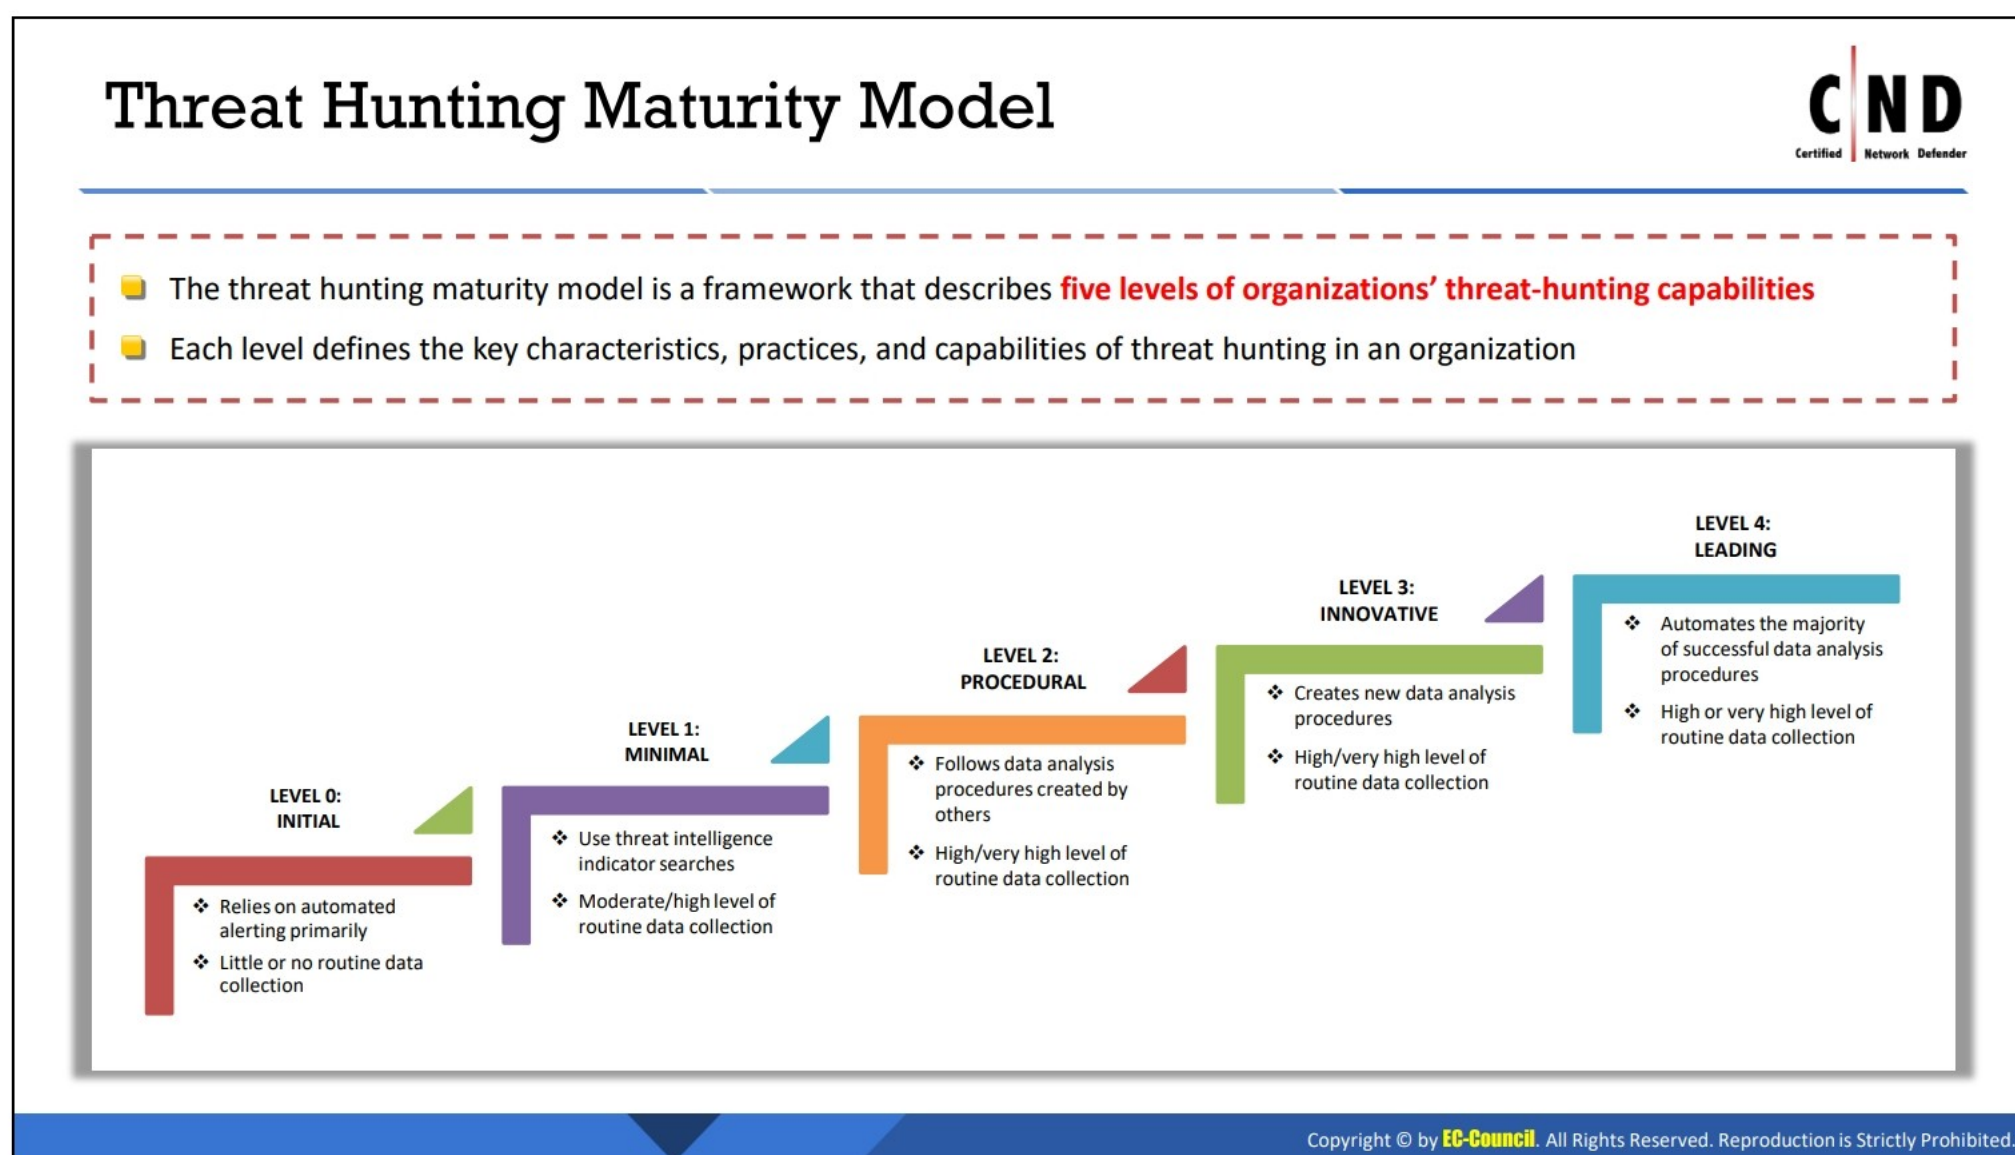 Threat Hunting Maturity Model
C ND
Certified Network Defender
The threat hunting maturity model is a framework that describes five levels of organizations’ threat-hunting capabilities
Each level defines the key characteristics, practices, and capabilities of threat hunting in an organization
LEVEL 0:
INITIAL
Relies on automated
alerting primarily
Little or no routine data
collection
LEVEL 1:
MINIMAL
Use threat intelligence
indicator searches
Moderate/high level of
routine data collection
LEVEL 2:
PROCEDURAL
Follows data analysis
procedures created by
others
High/very high level of
routine data collection
LEVEL 3:
INNOVATIVE
Creates new data analysis
procedures
High/very high level of
routine data collection
LEVEL 4:
LEADING
Automates the majority
of successful data analysis
procedures
High or very high level of
routine data collection
Copyright © by EC-Council. All Rights Reserved. Reproduction is Strictly Prohibited.